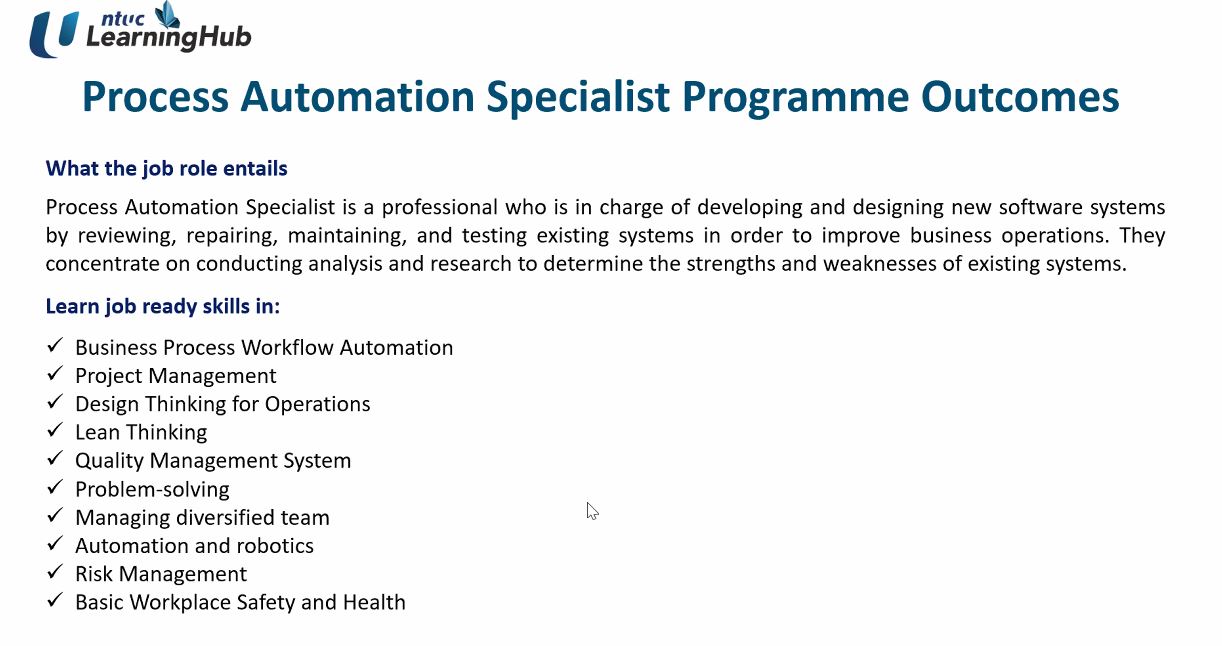 ntuc
LearningHub
Process Automation Specialist Programme Outcomes
What the job role entails
Process Automation Specialist is a professional who is in charge of developing and designing new software systems
by reviewing, repairing, maintaining, and testing existing systems in order to improve business operations. They
concentrate on conducting analysis and research to determine the strengths and weaknesses of existing systems.
Learn job ready skills in:
✓ Business Process Workflow Automation
✓ Project Management
✓ Design Thinking for Operations
✓ Lean Thinking
✓ Quality Management System
✓ Problem-solving
✓ Managing diversified team
✓ Automation and robotics
✓ Risk Management
✓ Basic Workplace Safety and Health